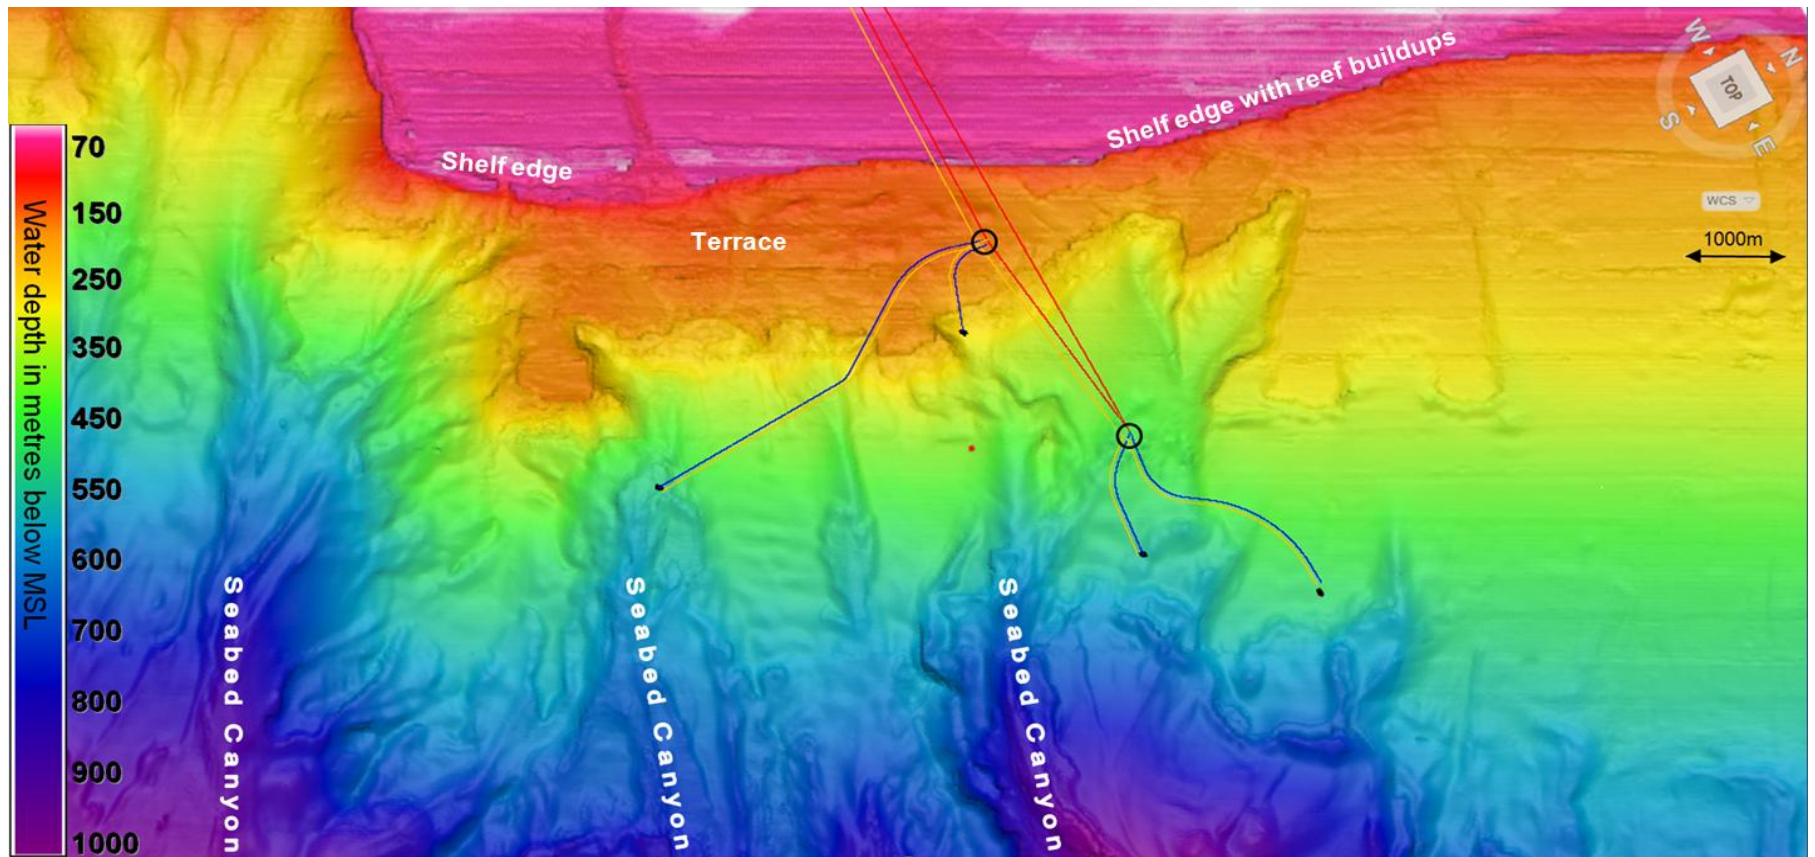 Shelf edge with reef buildups
W
N
TOP
S
E
WCS
1000m
Shelf edge
Terrace
Water depth in metres below MSL
70
150
250
350
450
550
600
700
800
900
1000
Seabed Canyon
Seabed Canyon
Seabed Canyon